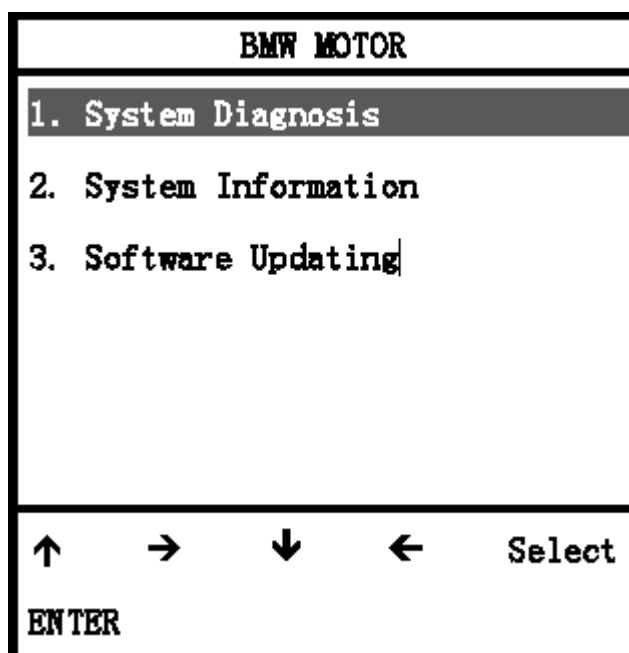 BMW MOTOR
1. System Diagnosis
2. System Information
3. Software Updating
↑ → ↓ ← Select
ENTER